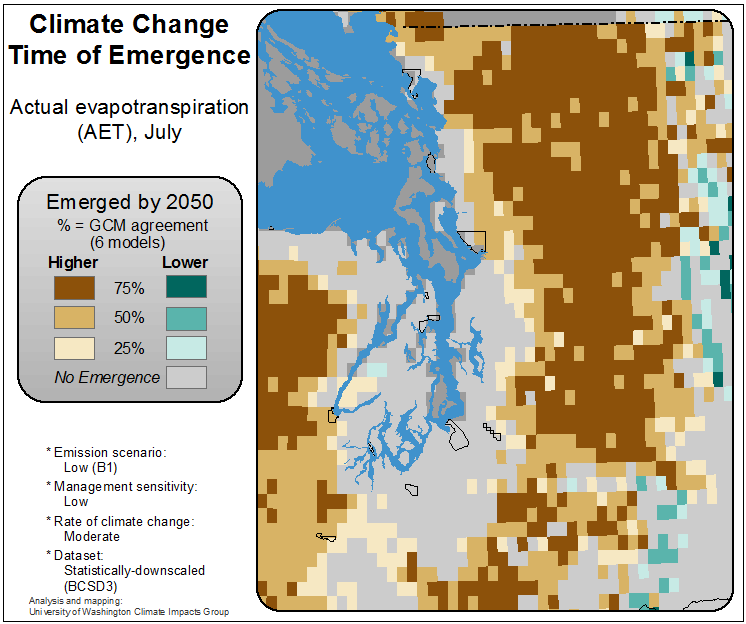 Climate Change
Time of Emergence
Actual evapotranspiration
(AET), July
Emerged by 2050
% = GCM agreement
(6 models)
Higher Lower
75%
50%
25%
No Emergence
* Emission scenario:
Low (B1)
* Management sensitivity:
Low
* Rate of climate change:
Moderate
* Dataset:
Statistically-downscaled
(BCSD3)
Analysis and mapping:
University of Washington Climate Impacts Group